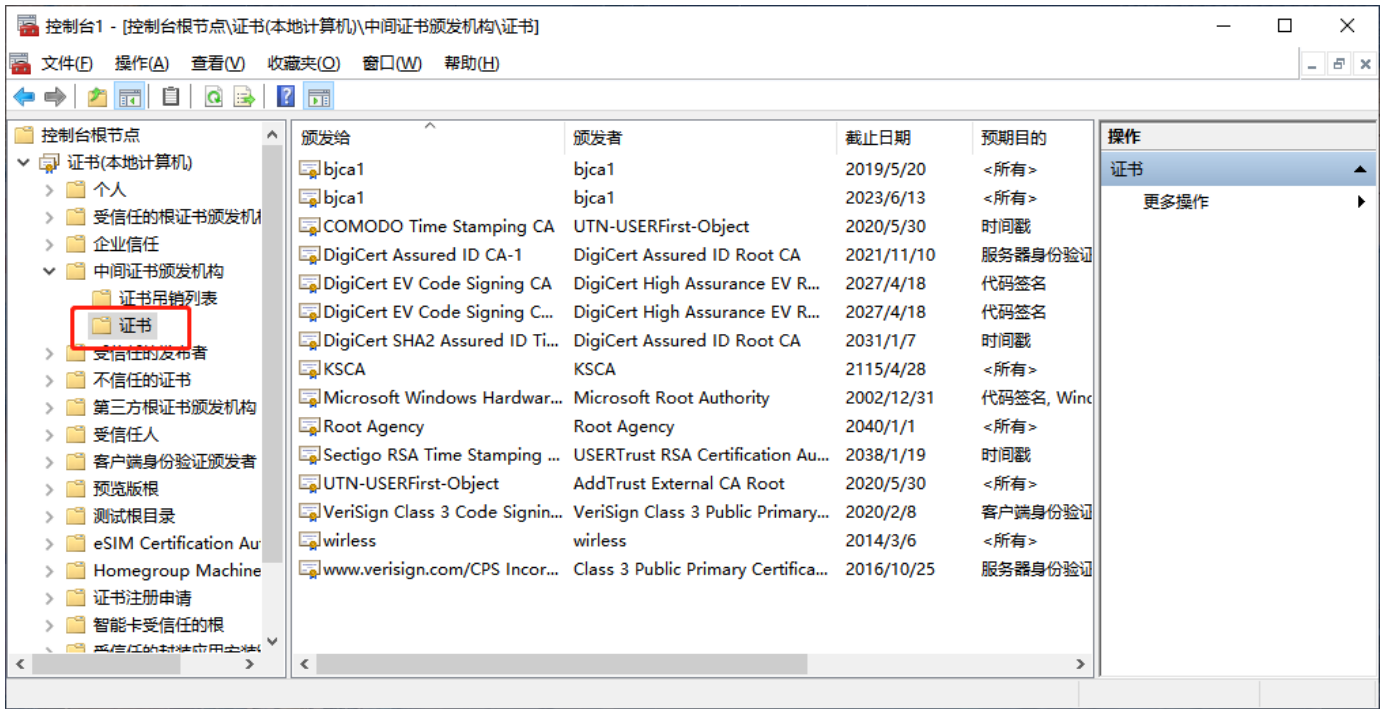 控制台1 - [控制台根节点\证书(本地计算机)\中间证书颁发机构\证书]
文件(F) 操作(A) 查看(V) 收藏夹(O) 窗口(W) 帮助(H)
控制台根节点
证书(本地计算机)
个人
受信任的根证书颁发机
企业信任
中间证书颁发机构
证书吊销列表
证书
受信任的发布者
不信任的证书
第三方根证书颁发机构
受信任人
客户端身份验证颁发者
预览版根
测试根目录
eSIM Certification Au
Homegroup Machine
证书注册申请
智能卡受信任的根
受信任的封装应用安装
颁发给 颁发者 截止日期 预期目的
bjca1 bjca1 2019/5/20 <所有>
bjca1 bjca1 2023/6/13 <所有>
COMODO Time Stamping CA UTN-USERFirst-Object 2020/5/30 时间戳
DigiCert Assured ID CA-1 DigiCert Assured ID Root CA 2021/11/10 服务器身份验证
DigiCert EV Code Signing CA DigiCert High Assurance EV R... 2027/4/18 代码签名
DigiCert EV Code Signing C... DigiCert High Assurance EV R... 2027/4/18 代码签名
DigiCert SHA2 Assured ID Ti... DigiCert Assured ID Root CA 2031/1/7 时间戳
KSCA KSCA 2115/4/28 <所有>
Microsoft Windows Hardwar... Microsoft Root Authority 2002/12/31 代码签名, Winc
Root Agency Root Agency 2040/1/1 <所有>
Sectigo RSA Time Stamping ... USERTrust RSA Certification Au... 2038/1/19 时间戳
UTN-USERFirst-Object AddTrust External CA Root 2020/5/30 <所有>
VeriSign Class 3 Code Signin... VeriSign Class 3 Public Primary... 2020/2/8 客户端身份验证
wirless wirless 2014/3/6 <所有>
www.verisign.com/CPS Incor... Class 3 Public Primary Certifica... 2016/10/25 服务器身份验证
操作
证书
更多操作